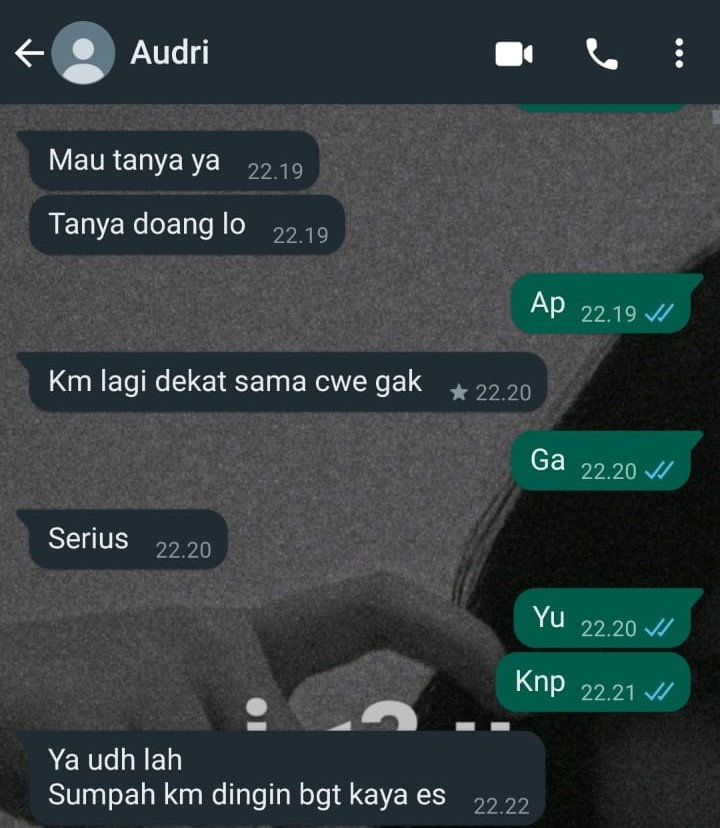 Audri
Mau tanya ya 22.19
Tanya doang lo 22.19
Ap 22.19
Km lagi dekat sama cwe gak 22.20
Ga 22.20
Serius 22.20
Yu 22.20
Knp 22.21
Ya udh lah
Sumpah km dingin bgt kaya es 22.22